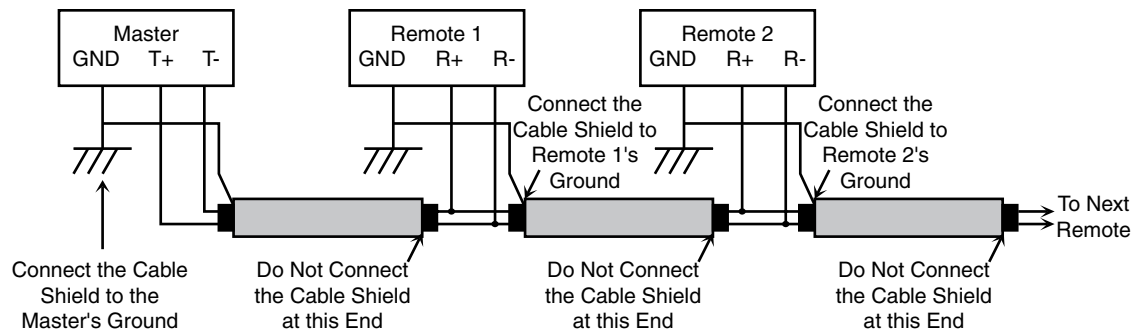 Master
GND T+ T-
Remote 1
GND R+ R-
Remote 2
GND R+ R-
Connect the
Cable Shield to
Remote 1's
Ground
Connect the
Cable Shield to
Remote 2's
Ground
To Next
Remote
Connect the Cable
Shield to the
Master's Ground
Do Not Connect
the Cable Shield
at this End
Do Not Connect
the Cable Shield
at this End
Do Not Connect
the Cable Shield
at this End